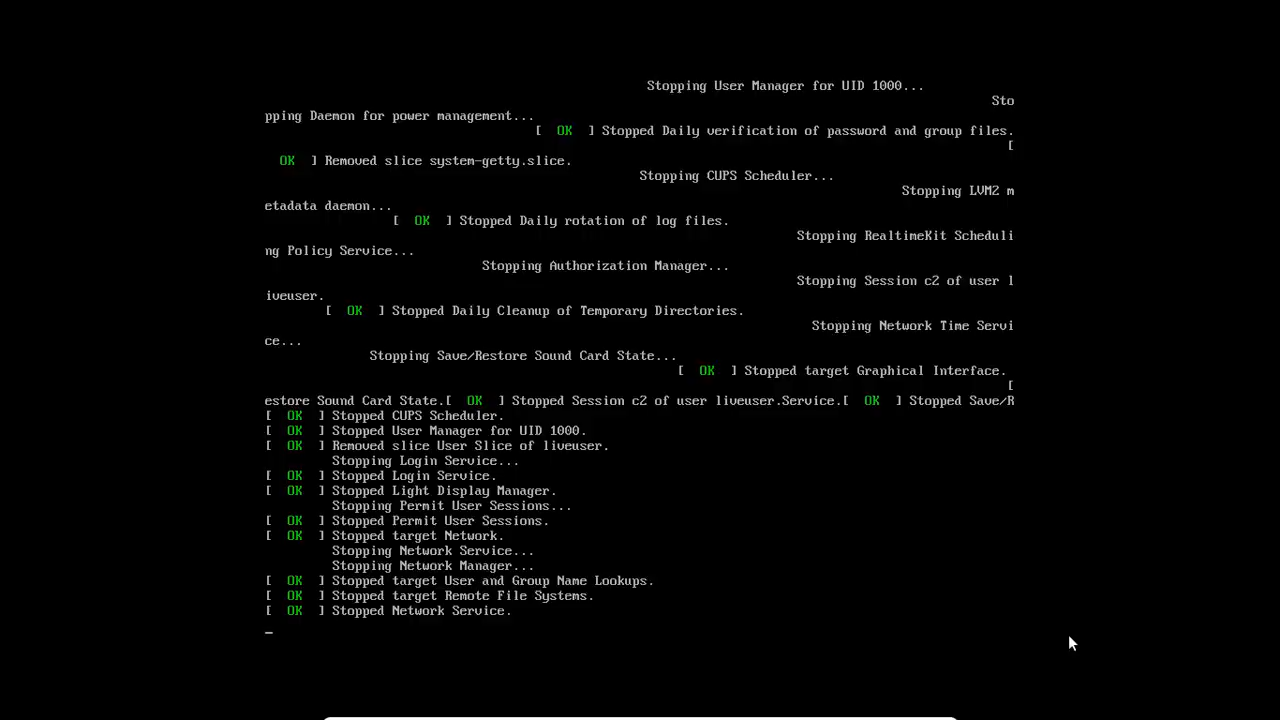 Stopping User Manager for UID 1000...
Sto
pping Daemon for power management...
[  OK  ] Stopped Daily verification of password and group files.
[
OK  ] Removed slice system-getty.slice.
Stopping CUPS Scheduler...
Stopping LVM2 m
etadata daemon...
[  OK  ] Stopped Daily rotation of log files.
Stopping RealtimeKit Scheduli
ng Policy Service...
Stopping Authorization Manager...
Stopping Session c2 of user l
iveuser.
[  OK  ] Stopped Daily Cleanup of Temporary Directories.
Stopping Network Time Servi
ce...
Stopping Save/Restore Sound Card State...
[  OK  ] Stopped target Graphical Interface.
[
estore Sound Card State.[  OK  ] Stopped Session c2 of user liveuser.Service.[  OK  ] Stopped Save/R
[  OK  ] Stopped CUPS Scheduler.
[  OK  ] Stopped User Manager for UID 1000.
[  OK  ] Removed slice User Slice of liveuser.
Stopping Login Service...
[  OK  ] Stopped Login Service.
[  OK  ] Stopped Light Display Manager.
Stopping Permit User Sessions...
[  OK  ] Stopped Permit User Sessions.
[  OK  ] Stopped target Network.
Stopping Network Service...
Stopping Network Manager...
[  OK  ] Stopped target User and Group Name Lookups.
[  OK  ] Stopped target Remote File Systems.
[  OK  ] Stopped Network Service.
_